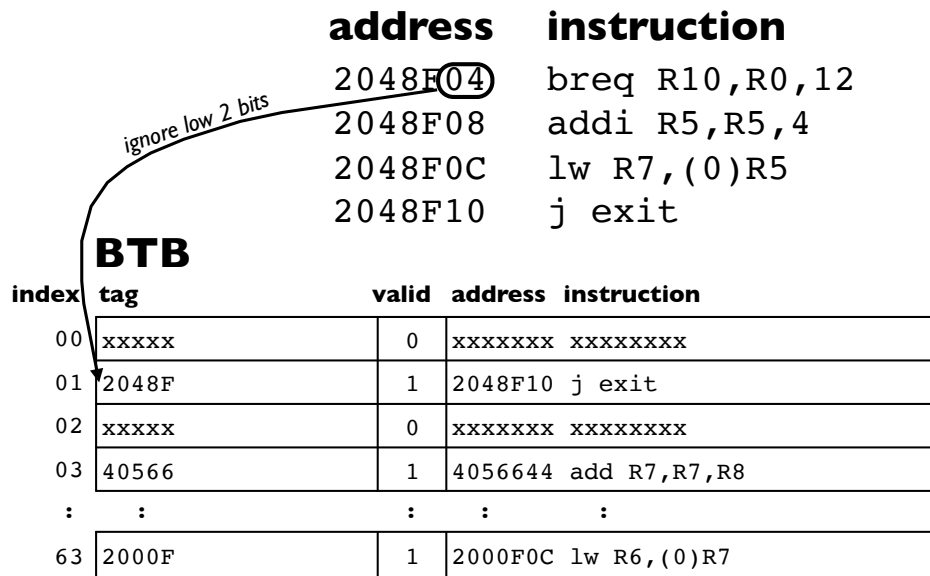 address instruction
2048F04 breq R10,R0,12
ignore low 2 bits
2048F08 addi R5,R5,4
2048F0C lw R7,(0)R5
2048F10 j exit
BTB
index tag valid address instruction
00 xxxxx 0 xxxxxxx xxxxxxxx
01 2048F 1 2048F10 j exit
02 xxxxx 0 xxxxxxx xxxxxxxx
03 40566 1 4056644 add R7,R7,R8
: : : : :
63 2000F 1 2000F0C lw R6,(0)R7